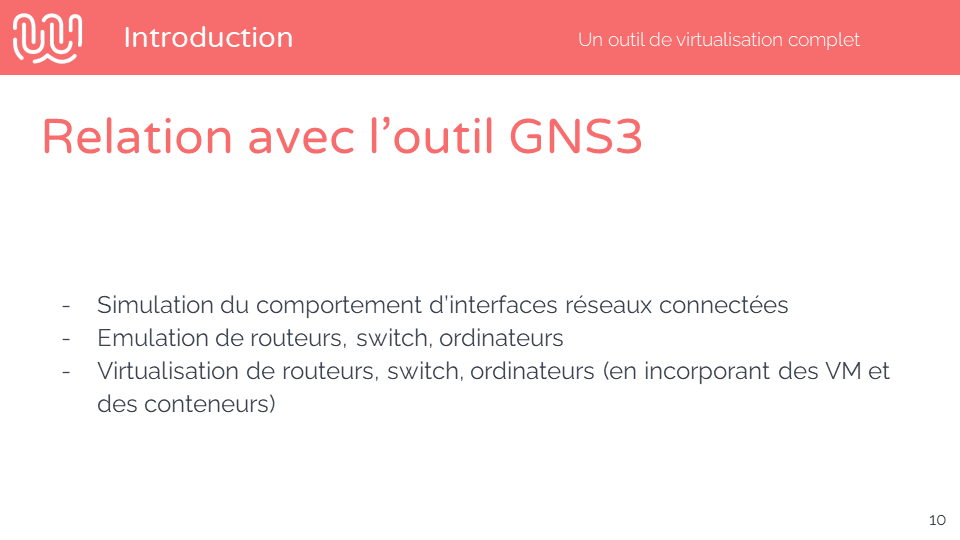 Introduction
Un outil de virtualisation complet
Relation avec l’outil GNS3
- Simulation du comportement d’interfaces réseaux connectées
- Emulation de routeurs, switch, ordinateurs
- Virtualisation de routeurs, switch, ordinateurs (en incorporant des VM et
des conteneurs)
10